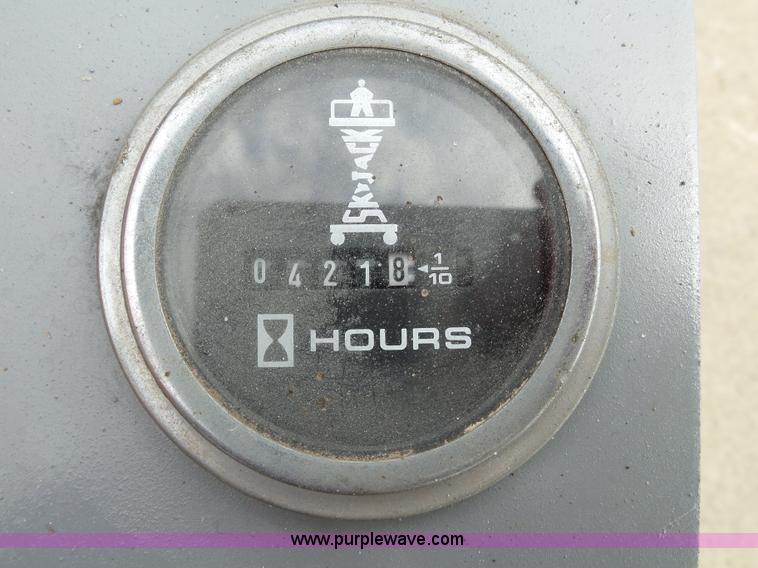 SKYJACK
0 4 2 1 8 1/10
HOURS
www.purplewave.com